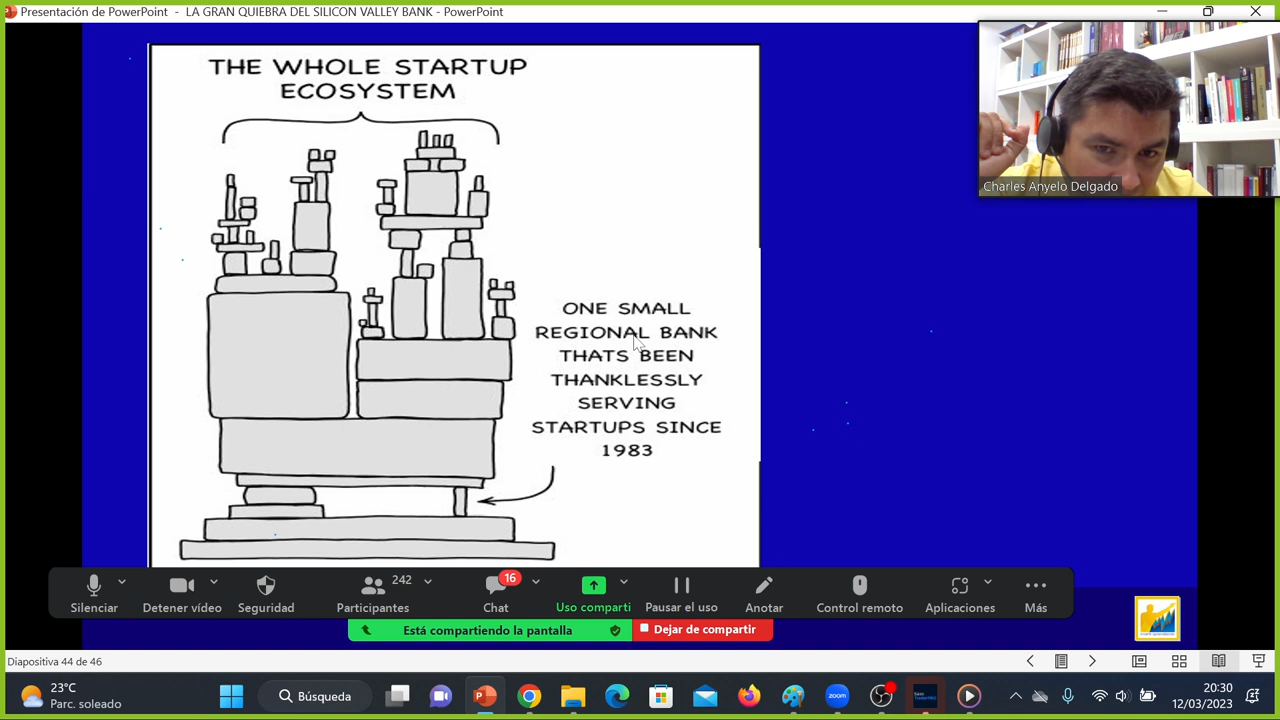 Presentación de PowerPoint - LA GRAN QUIEBRA DEL SILICON VALLEY BANK - PowerPoint
THE WHOLE STARTUP
ECOSYSTEM
Charles Anyelo Delgado
ONE SMALL
REGIONAL BANK
THATS BEEN
THANKLESSLY
SERVING
STARTUPS SINCE
1983
242
16
Silenciar
Detener vídeo
Seguridad
Participantes
Chat
Uso comparti
Pausar el uso
Anotar
Control remoto
Aplicaciones
Más
Está compartiendo la pantalla
Dejar de compartir
Diapositiva 44 de 46
23°C
Parc. soleado
Búsqueda
zoom
20:30
12/03/2023